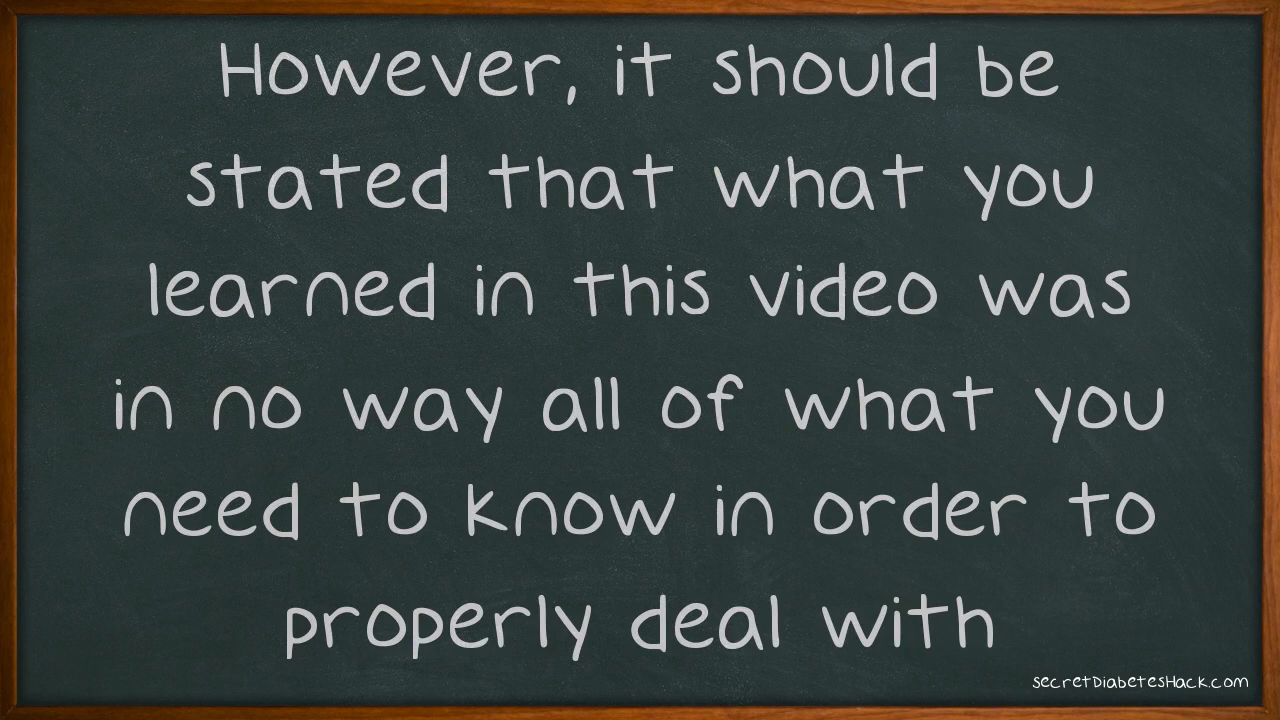 However, it should be
stated that what you
learned in this video was
in no way all of what you
need to know in order to
properly deal with
secretDiabetesHack.com